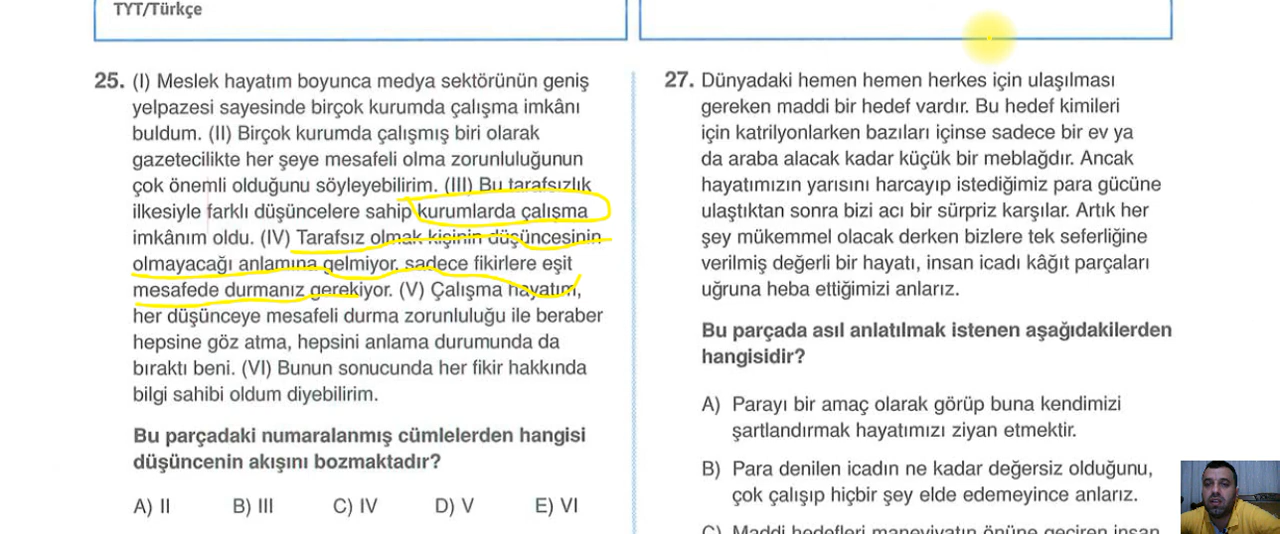 TYT/Türkçe
25. (I) Meslek hayatım boyunca medya sektörünün geniş
yelpazesi sayesinde birçok kurumda çalışma imkânı
buldum. (II) Birçok kurumda çalışmış biri olarak
gazetecilikte her şeye mesafeli olma zorunluluğunun
çok önemli olduğunu söyleyebilirim. (III) Bu tarafsızlık
ilkesiyle farklı düşüncelere sahip kurumlarda çalışma
imkânım oldu. (IV) Tarafsız olmak kişinin düşüncesinin
olmayacağı anlamına gelmiyor, sadece fikirlere eşit
mesafede durmanız gerekiyor. (V) Çalışma hayatım,
her düşünceye mesafeli durma zorunluluğu ile beraber
hepsine göz atma, hepsini anlama durumunda da
bıraktı beni. (VI) Bunun sonucunda her fikir hakkında
bilgi sahibi oldum diyebilirim.
Bu parçadaki numaralanmış cümlelerden hangisi
düşüncenin akışını bozmaktadır?
A) II B) III C) IV D) V E) VI
27. Dünyadaki hemen hemen herkes için ulaşılması
gereken maddi bir hedef vardır. Bu hedef kimileri
için katrilyonlarken bazıları içinse sadece bir ev ya
da araba alacak kadar küçük bir meblağdır. Ancak
hayatımızın yarısını harcayıp istediğimiz para gücüne
ulaştıktan sonra bizi acı bir sürpriz karşılar. Artık her
şey mükemmel olacak derken bizlere tek seferliğine
verilmiş değerli bir hayatı, insan icadı kâğıt parçaları
uğruna heba ettiğimizi anlarız.
Bu parçada asıl anlatılmak istenen aşağıdakilerden
hangisidir?
A) Parayı bir amaç olarak görüp buna kendimizi
şartlandırmak hayatımızı ziyan etmektir.
B) Para denilen icadın ne kadar değersiz olduğunu,
çok çalışıp hiçbir şey elde edemeyince anlarız.
C) Maddi hedefleri maneviyatın önüne geçiren insan